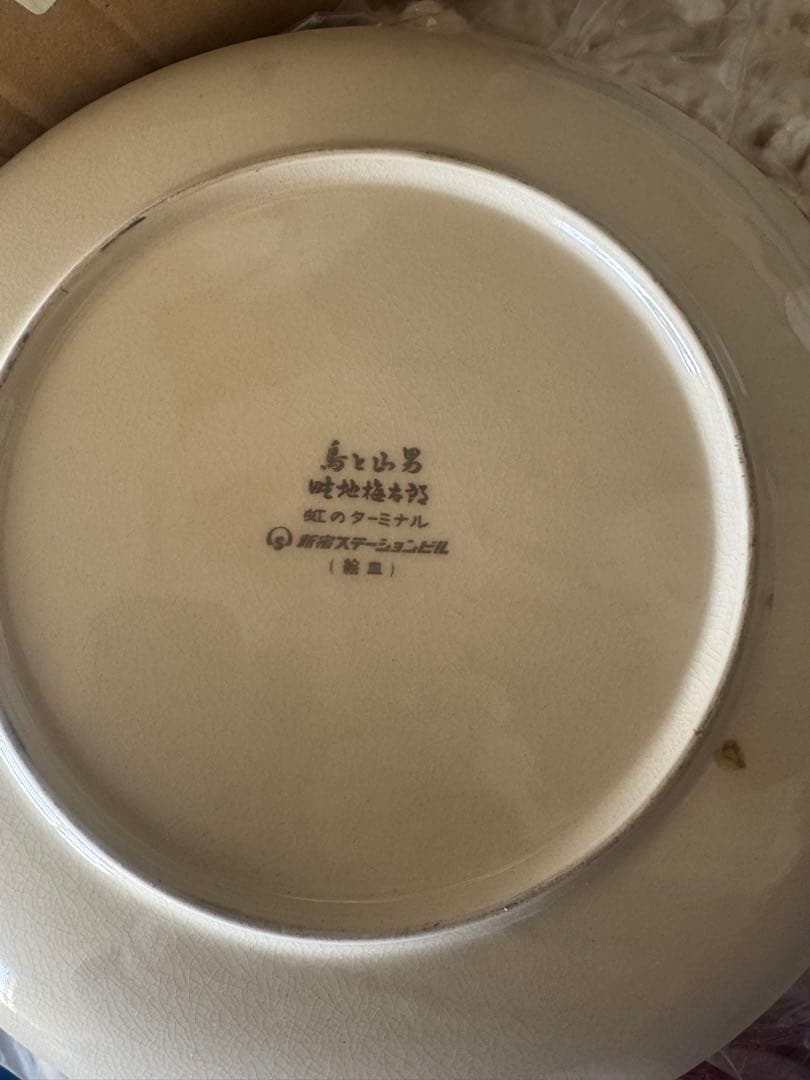 鳥と山男
畦地梅太郎
虹のターミナル
新宿ステーションビル
(絵皿)